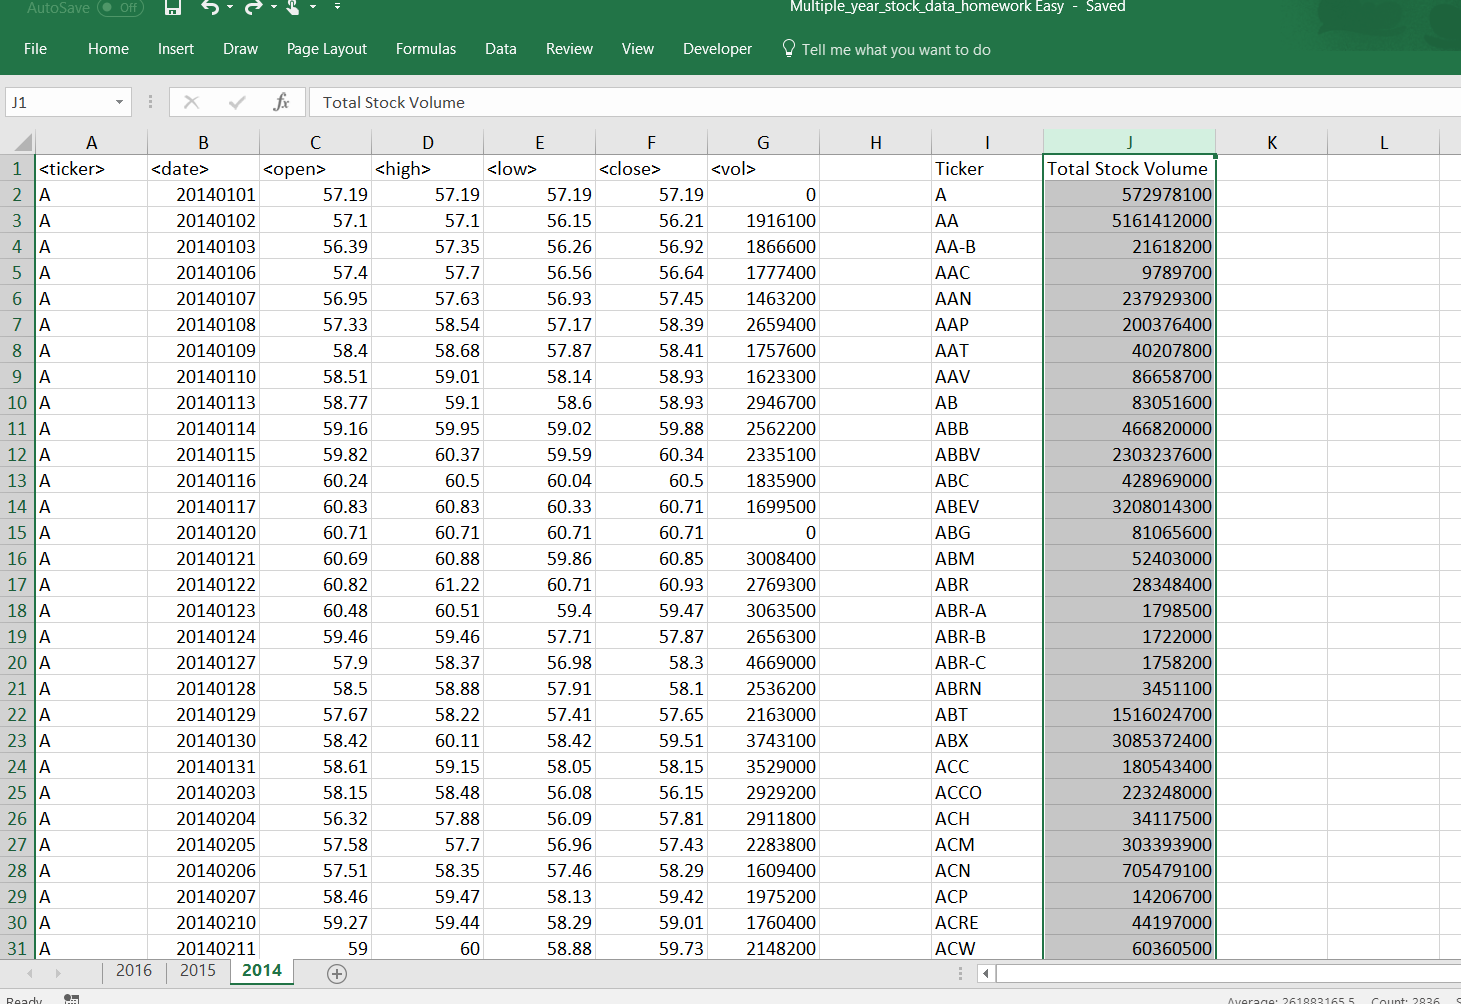 AutoSave Off Multiple_year_stock_data_homework Easy - Saved
File Home Insert Draw Page Layout Formulas Data Review View Developer Tell me what you want to do
J1 fx Total Stock Volume
A B C D E F G H I J K L
1 <ticker> <date> <open> <high> <low> <close> <vol> Ticker Total Stock Volume
2 A 20140101 57.19 57.19 57.19 57.19 0 A 572978100
3 A 20140102 57.1 57.1 56.15 56.21 1916100 AA 5161412000
4 A 20140103 56.39 57.35 56.26 56.92 1866600 AA-B 21618200
5 A 20140106 57.4 57.7 56.56 56.64 1777400 AAC 9789700
6 A 20140107 56.95 57.63 56.93 57.45 1463200 AAN 237929300
7 A 20140108 57.33 58.54 57.17 58.39 2659400 AAP 200376400
8 A 20140109 58.4 58.68 57.87 58.41 1757600 AAT 40207800
9 A 20140110 58.51 59.01 58.14 58.93 1623300 AAV 86658700
10 A 20140113 58.77 59.1 58.6 58.93 2946700 AB 83051600
11 A 20140114 59.16 59.95 59.02 59.88 2562200 ABB 466820000
12 A 20140115 59.82 60.37 59.59 60.34 2335100 ABBV 2303237600
13 A 20140116 60.24 60.5 60.04 60.5 1835900 ABC 428969000
14 A 20140117 60.83 60.83 60.33 60.71 1699500 ABEV 3208014300
15 A 20140120 60.71 60.71 60.71 60.71 0 ABG 81065600
16 A 20140121 60.69 60.88 59.86 60.85 3008400 ABM 52403000
17 A 20140122 60.82 61.22 60.71 60.93 2769300 ABR 28348400
18 A 20140123 60.48 60.51 59.4 59.47 3063500 ABR-A 1798500
19 A 20140124 59.46 59.46 57.71 57.87 2656300 ABR-B 1722000
20 A 20140127 57.9 58.37 56.98 58.3 4669000 ABR-C 1758200
21 A 20140128 58.5 58.88 57.91 58.1 2536200 ABRN 3451100
22 A 20140129 57.67 58.22 57.41 57.65 2163000 ABT 1516024700
23 A 20140130 58.42 60.11 58.42 59.51 3743100 ABX 3085372400
24 A 20140131 58.61 59.15 58.05 58.15 3529000 ACC 180543400
25 A 20140203 58.15 58.48 56.08 56.15 2929200 ACCO 223248000
26 A 20140204 56.32 57.88 56.09 57.81 2911800 ACH 34117500
27 A 20140205 57.58 57.7 56.96 57.43 2283800 ACM 303393900
28 A 20140206 57.51 58.35 57.46 58.29 1609400 ACN 705479100
29 A 20140207 58.46 59.47 58.13 59.42 1975200 ACP 14206700
30 A 20140210 59.27 59.44 58.29 59.01 1760400 ACRE 44197000
31 A 20140211 59 60 58.88 59.73 2148200 ACW 60360500
2016 2015 2014
Ready Average: 261883165.5 Count: 2836